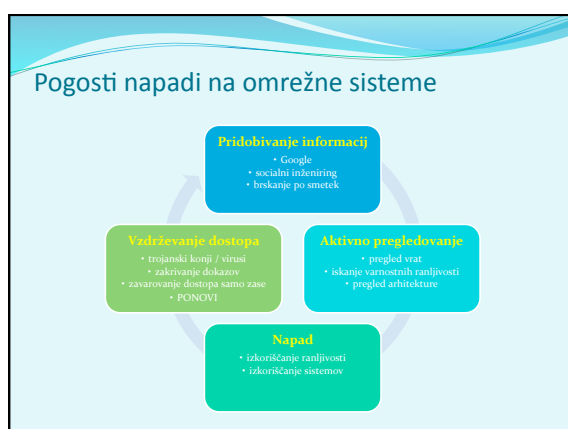 Pogosti napadi na omrežne sisteme
Pridobivanje informacij
• Google
• socialni inženiring
• brskanje po smetek
Aktivno pregledovanje
• pregled vrat
• iskanje varnostnih ranljivosti
• pregled arhitekture
Napad
• izkoriščanje ranljivosti
• izkoriščanje sistemov
Vzdrževanje dostopa
• trojanski konji / virusi
• zakrivanje dokazov
• zavarovanje dostopa samo zase
• PONOVI